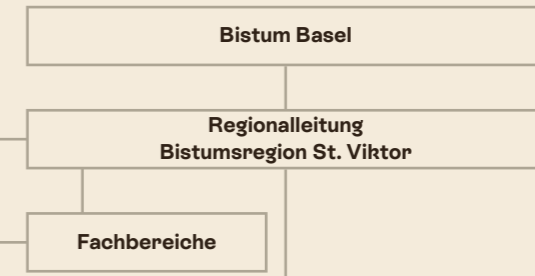 Bistum Basel
Regionalleitung
Bistumsregion St. Viktor
Fachbereiche